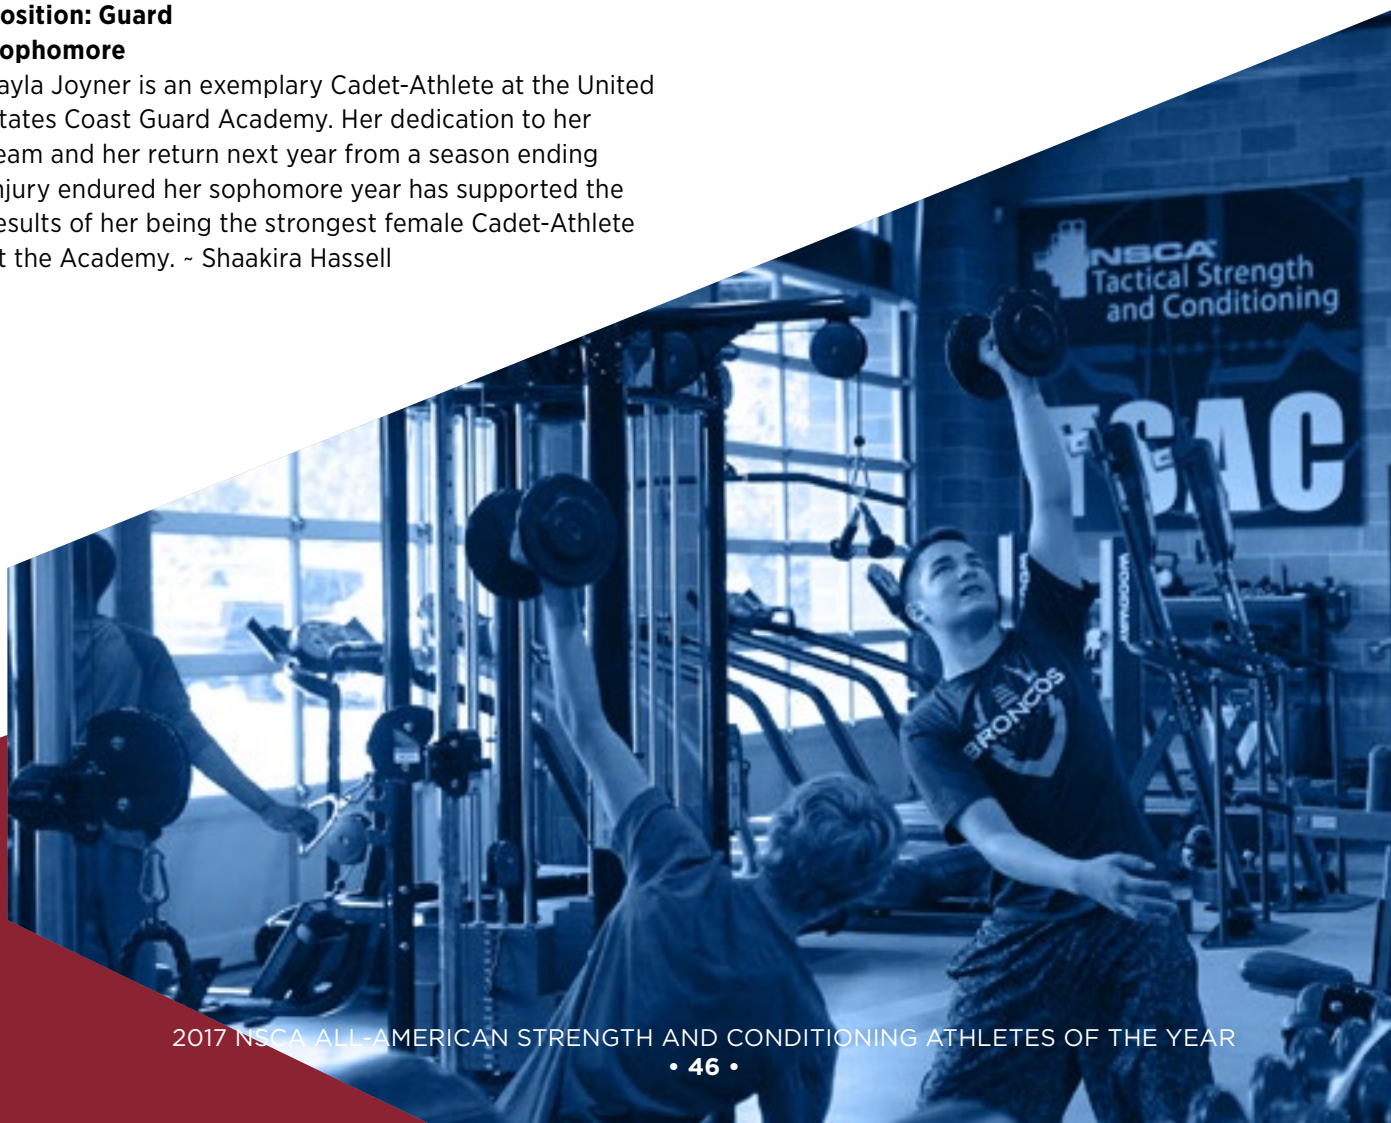 osition: Guard
ophomore
ayla Joyner is an exemplary Cadet-Athlete at the United
tates Coast Guard Academy. Her dedication to her
eam and her return next year from a season ending
njury endured her sophomore year has supported the
esults of her being the strongest female Cadet-Athlete
t the Academy. ~ Shaakira Hassell
NSCA
Tactical Strength
and Conditioning
TSAC
WOODWAY
BRONCOS
2017 NSCA ALL-AMERICAN STRENGTH AND CONDITIONING ATHLETES OF THE YEAR
• 46 •